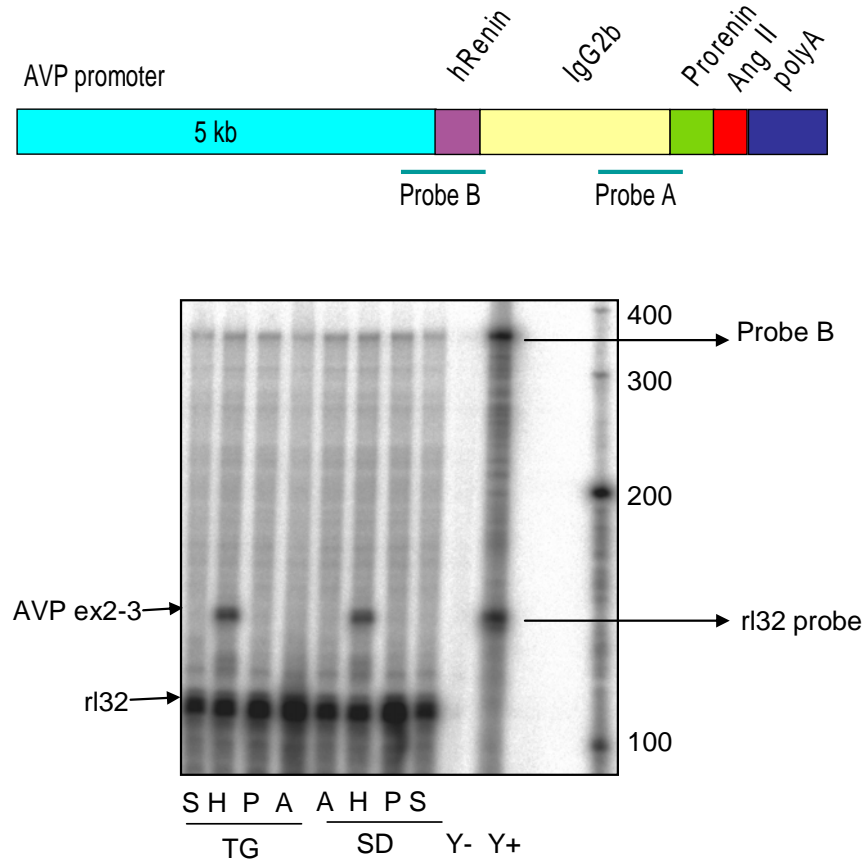 AVP promoter
hRenin
IgG2b
Prorenin
Ang II
polyA
5 kb
Probe B
Probe A
400
Probe B
300
200
AVP ex2-3
rl32 probe
rl32
100
S H P A A H P S
TG SD Y- Y+